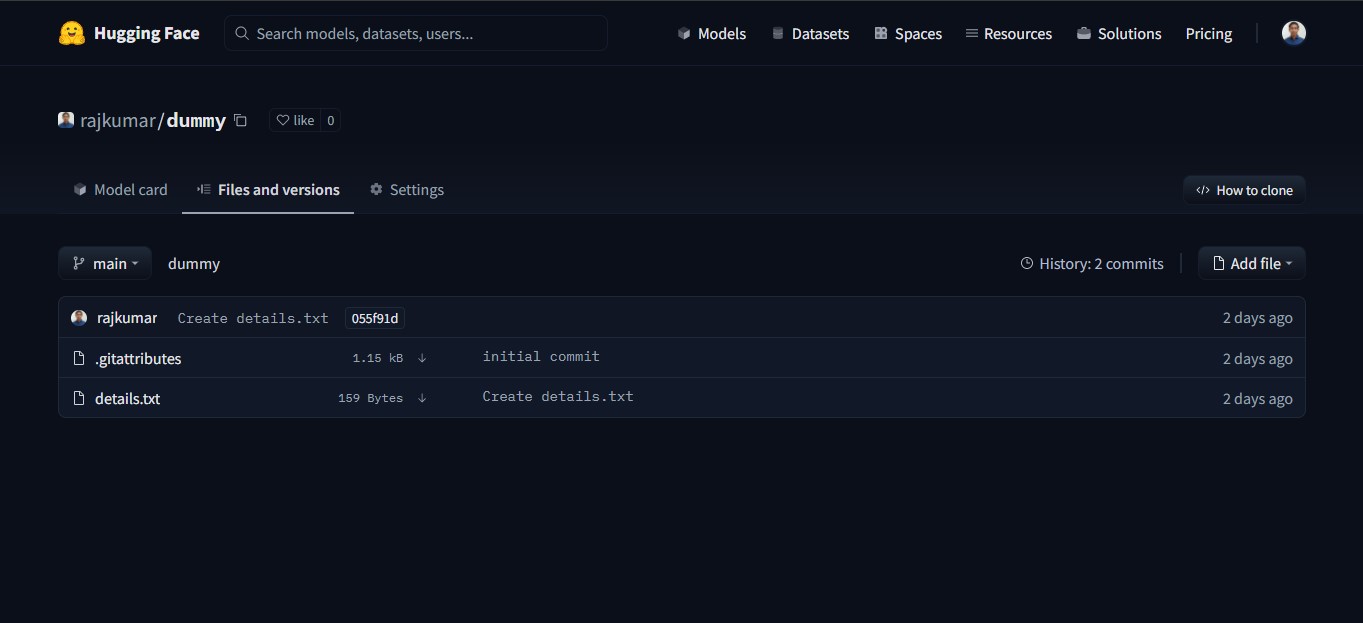 Hugging Face Search models, datasets, users... Models Datasets Spaces Resources Solutions Pricing
rajkumar/dummy like 0
Model card Files and versions Settings How to clone
main dummy History: 2 commits Add file
rajkumar Create details.txt 055f91d 2 days ago
.gitattributes 1.15 kB initial commit 2 days ago
details.txt 159 Bytes Create details.txt 2 days ago